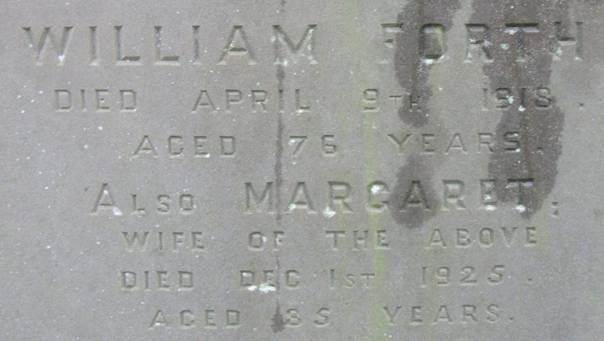 WILLIAM FORTH
DIED APRIL 9TH 1918.
AGED 76 YEARS.
ALSO MARGARET,
WIFE OF THE ABOVE
DIED DEC 1ST 1925.
AGED 85 YEARS.